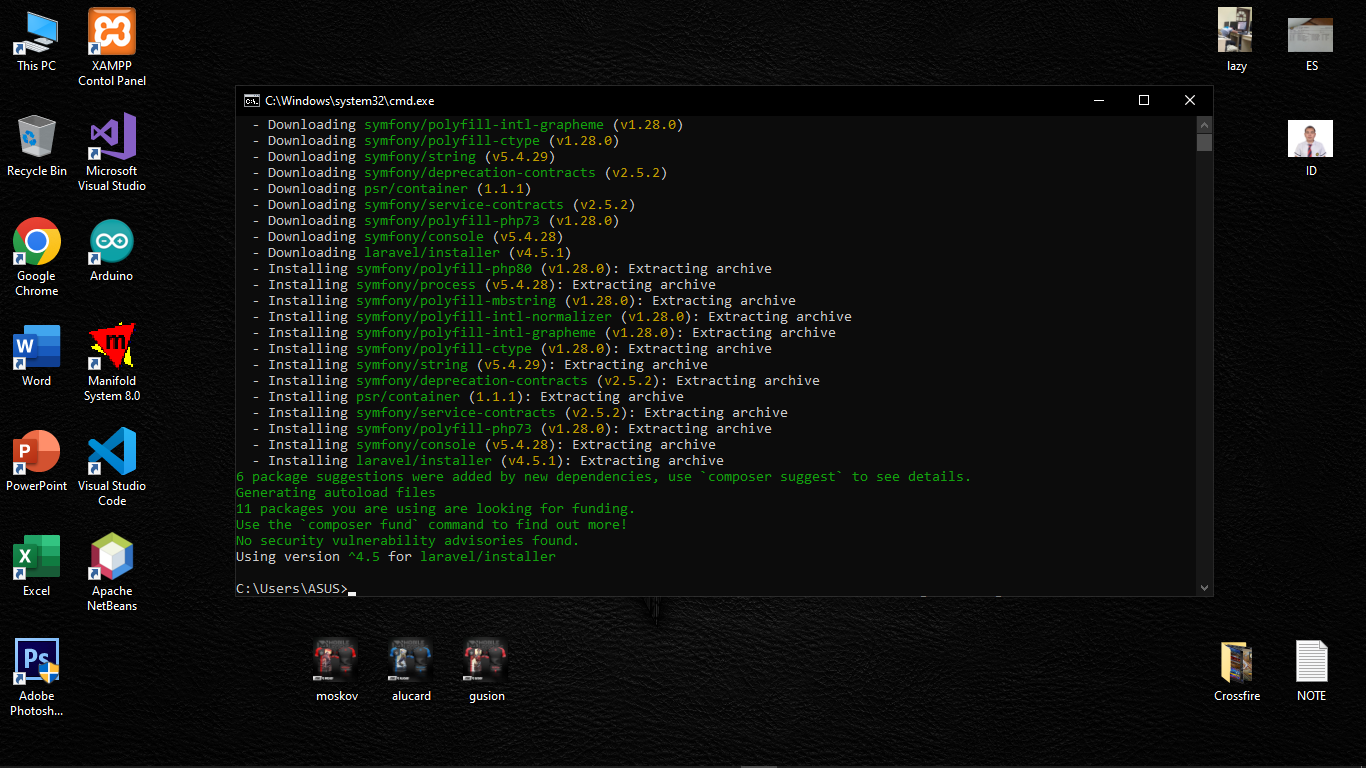 This PC
XAMPP
Contol Panel
Recycle Bin
Microsoft
Visual Studio
Google
Chrome
Arduino
Word
Manifold
System 8.0
PowerPoint
Visual Studio
Code
Excel
Apache
NetBeans
Adobe
Photosh...
C:\Windows\system32\cmd.exe
- Downloading symfony/polyfill-intl-grapheme (v1.28.0)
- Downloading symfony/polyfill-ctype (v1.28.0)
- Downloading symfony/string (v5.4.29)
- Downloading symfony/deprecation-contracts (v2.5.2)
- Downloading psr/container (1.1.1)
- Downloading symfony/service-contracts (v2.5.2)
- Downloading symfony/polyfill-php73 (v1.28.0)
- Downloading symfony/console (v5.4.28)
- Downloading laravel/installer (v4.5.1)
- Installing symfony/polyfill-php80 (v1.28.0): Extracting archive
- Installing symfony/process (v5.4.28): Extracting archive
- Installing symfony/polyfill-mbstring (v1.28.0): Extracting archive
- Installing symfony/polyfill-intl-normalizer (v1.28.0): Extracting archive
- Installing symfony/polyfill-intl-grapheme (v1.28.0): Extracting archive
- Installing symfony/polyfill-ctype (v1.28.0): Extracting archive
- Installing symfony/string (v5.4.29): Extracting archive
- Installing symfony/deprecation-contracts (v2.5.2): Extracting archive
- Installing psr/container (1.1.1): Extracting archive
- Installing symfony/service-contracts (v2.5.2): Extracting archive
- Installing symfony/polyfill-php73 (v1.28.0): Extracting archive
- Installing symfony/console (v5.4.28): Extracting archive
- Installing laravel/installer (v4.5.1): Extracting archive
6 package suggestions were added by new dependencies, use `composer suggest` to see details.
Generating autoload files
11 packages you are using are looking for funding.
Use the `composer fund` command to find out more!
No security vulnerability advisories found.
Using version ^4.5 for laravel/installer
C:\Users\ASUS>
moskov
alucard
gusion
lazy
ES
ID
Crossfire
NOTE